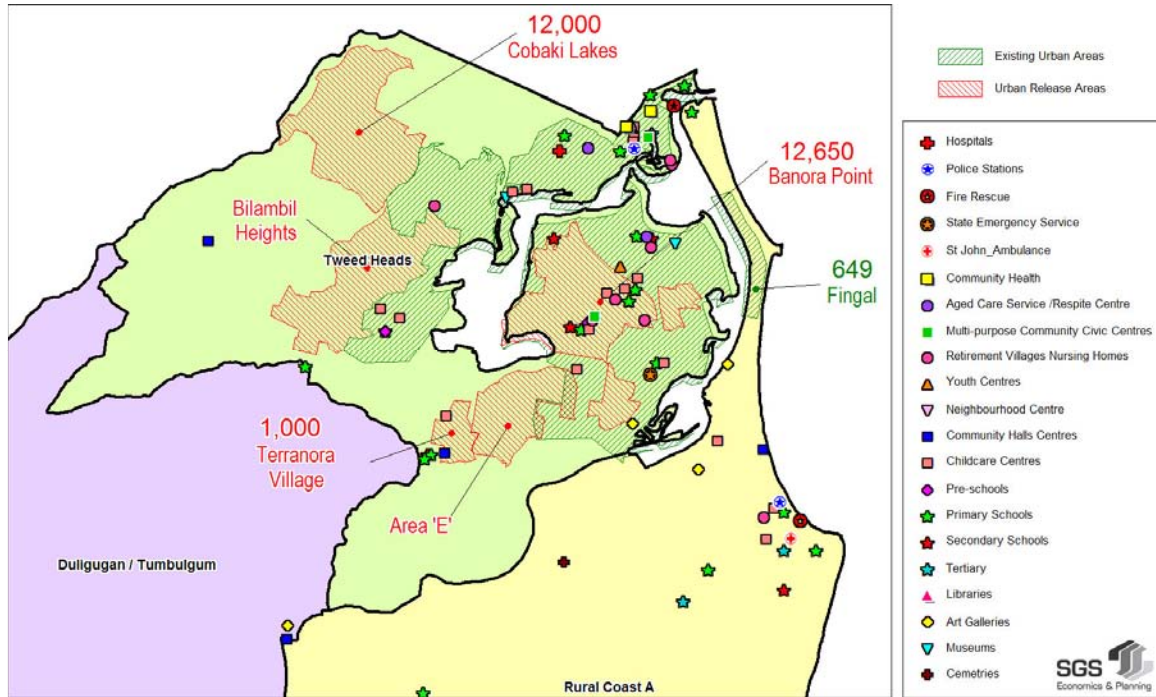 12,000
Cobaki Lakes
12,650
Banora Point
Bilambil
Heights
Tweed Heads
649
Fingal
1,000
Terranora
Village
Area 'E'
Duligugan / Tumbulgum
Rural Coast A
Existing Urban Areas
Urban Release Areas
Hospitals
Police Stations
Fire Rescue
State Emergency Service
St John_Ambulance
Community Health
Aged Care Service /Respite Centre
Multi-purpose Community Civic Centres
Retirement Villages Nursing Homes
Youth Centres
Neighbourhood Centre
Community Halls Centres
Childcare Centres
Pre-schools
Primary Schools
Secondary Schools
Tertiary
Libraries
Art Galleries
Museums
Cemetries
SGS
Economics & Planning